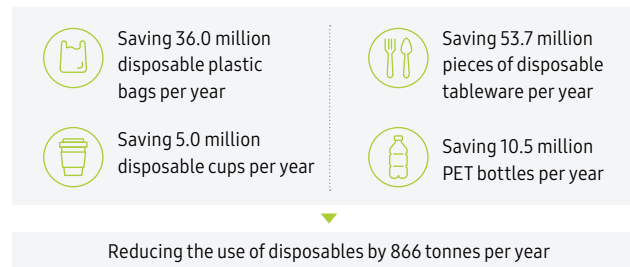 Saving 36.0 million
disposable plastic
bags per year
Saving 53.7 million
pieces of disposable
tableware per year
Saving 5.0 million
disposable cups per year
Saving 10.5 million
PET bottles per year
Reducing the use of disposables by 866 tonnes per year